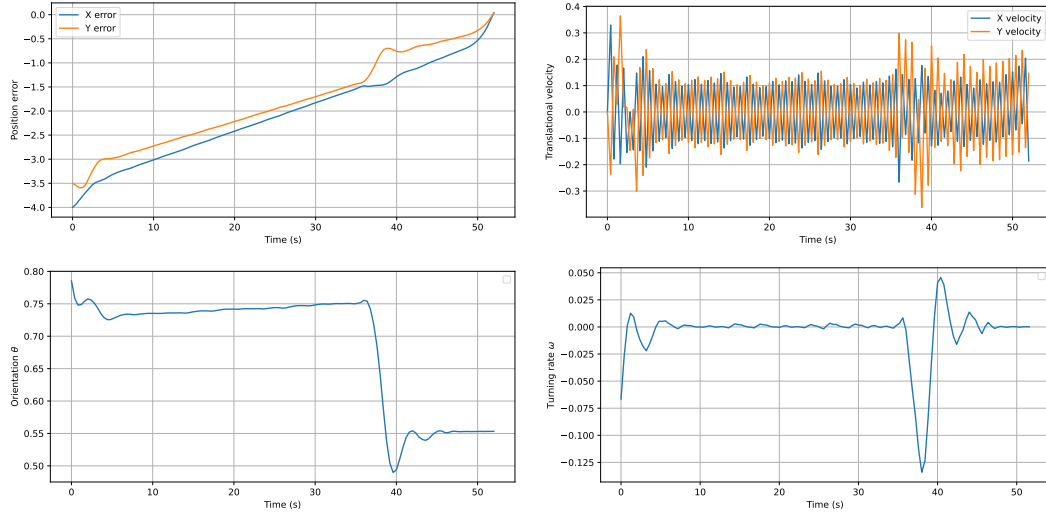 X error
Y error
Position error
0.0
−0.5
−1.0
−1.5
−2.0
−2.5
−3.0
−3.5
−4.0
0 10 20 30 40 50
Time (s)
X velocity
Y velocity
Translational velocity
0.4
0.3
0.2
0.1
0.0
−0.1
−0.2
−0.3
0 10 20 30 40 50
Time (s)
Orientation θ
0.80
0.75
0.70
0.65
0.60
0.55
0.50
0 10 20 30 40 50
Time (s)
Turning rate ω
0.050
0.025
0.000
−0.025
−0.050
−0.075
−0.100
−0.125
0 10 20 30 40 50
Time (s)